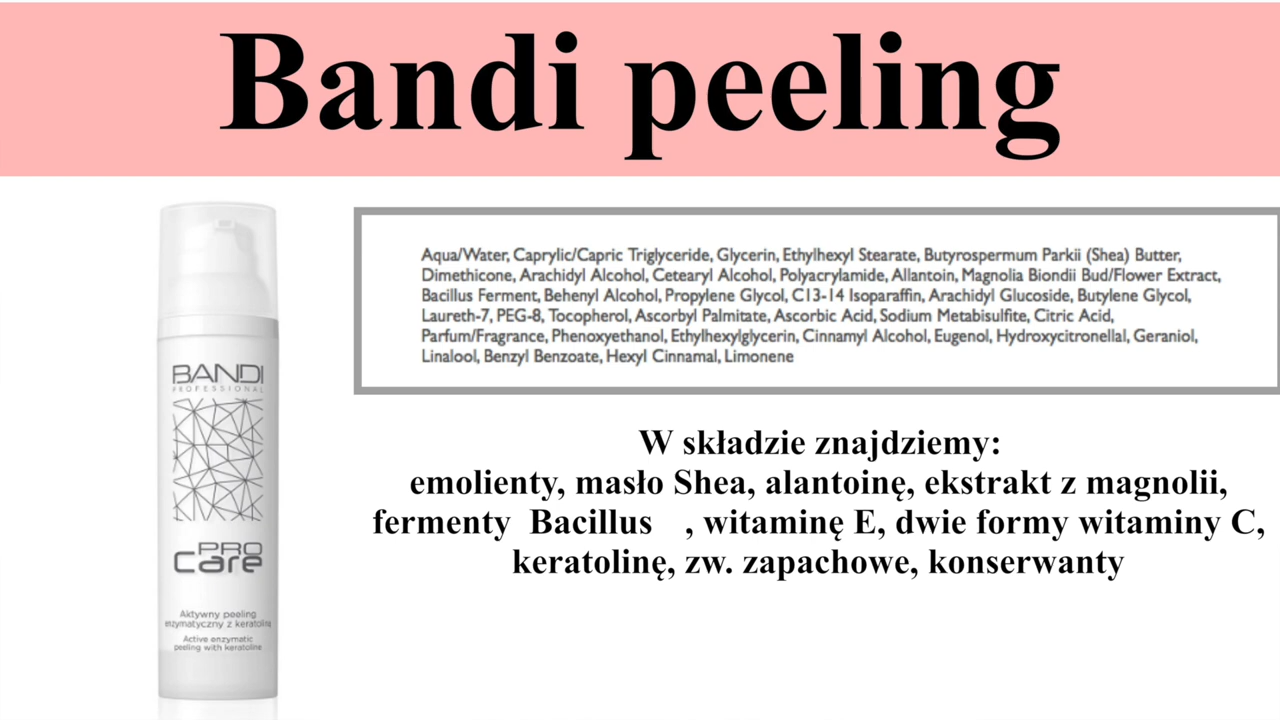 Bandi peeling
Aqua/Water, Caprylic/Capric Triglyceride, Glycerin, Ethylhexyl Stearate, Butyrospermum Parkii (Shea) Butter,
Dimethicone, Arachidyl Alcohol, Cetearyl Alcohol, Polyacrylamide, Allantoin, Magnolia Biondii Bud/Flower Extract,
Bacillus Ferment, Behenyl Alcohol, Propylene Glycol, C13-14 Isoparaffin, Arachidyl Glucoside, Butylene Glycol,
Laureth-7, PEG-8, Tocopherol, Ascorbyl Palmitate, Ascorbic Acid, Sodium Metabisulfite, Citric Acid,
Parfum/Fragrance, Phenoxyethanol, Ethylhexylglycerin, Cinnamyl Alcohol, Eugenol, Hydroxycitronellal, Geraniol,
Linalool, Benzyl Benzoate, Hexyl Cinnamal, Limonene
BANDI
PROFESSIONAL
PRO
Care
Aktywny peeling
enzymatyczny z keratoliną
Active enzymatic
peeling with keratoline
W składzie znajdziemy:
emolienty, masło Shea, alantoinę, ekstrakt z magnolii,
fermenty Bacillus , witaminę E, dwie formy witaminy C,
keratolinę, zw. zapachowe, konserwanty